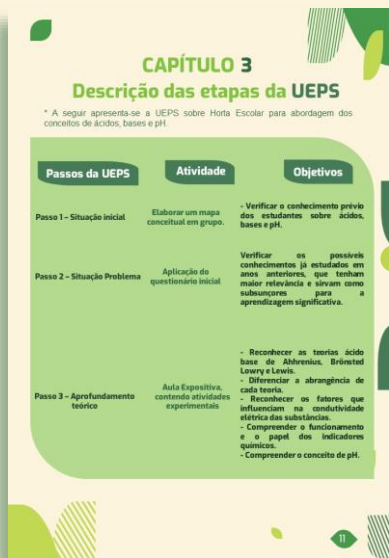 CAPÍTULO 3
Descrição das etapas da UEPS
* A seguir apresenta-se a UEPS sobre Horta Escolar para abordagem dos
conceitos de ácidos, bases e pH.
Passos da UEPS
Atividade
Objetivos
Passo 1 – Situação inicial
Elaborar um mapa
conceitual em grupo.
- Verificar o conhecimento prévio
dos estudantes sobre ácidos,
bases e pH.
Passo 2 – Situação Problema
Aplicação do
questionário inicial
Verificar os possíveis
conhecimentos já estudados em
anos anteriores, que tenham
maior relevância e sirvam como
subsunçores para a
aprendizagem significativa.
Passo 3 – Aprofundamento
teórico
Aula Expositiva,
contendo atividades
experimentais
- Reconhecer as teorias ácido
base de Ahhrenius, Brönsted
Lowry e Lewis.
- Diferenciar a abrangência de
cada teoria.
- Reconhecer os fatores que
influenciam na condutividade
elétrica das substâncias.
- Compreender o funcionamento
e o papel dos indicadores
químicos.
- Compreender o conceito de pH.
11